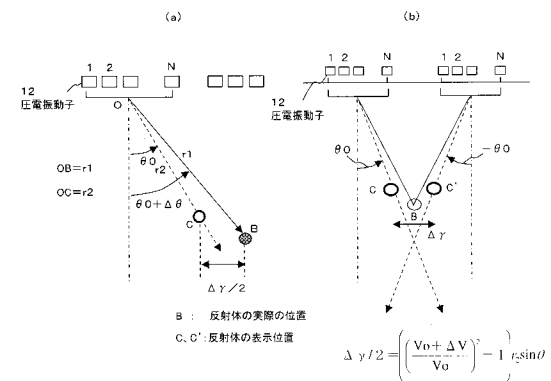 (a)
(b)
1 2 N
1 2 N 1 2 N
12
圧電振動子
O
12
圧電振動子
θ0
r1
r2
OB=r1
OC=r2
θ0+Δθ
C
B
Δγ/2
θ0
-θ0
C
C'
B
Δγ
B : 反射体の実際の位置
C、C':反射体の表示位置
Δγ/2=(((Vo+ΔV)/Vo)²-1)r₂sinθ